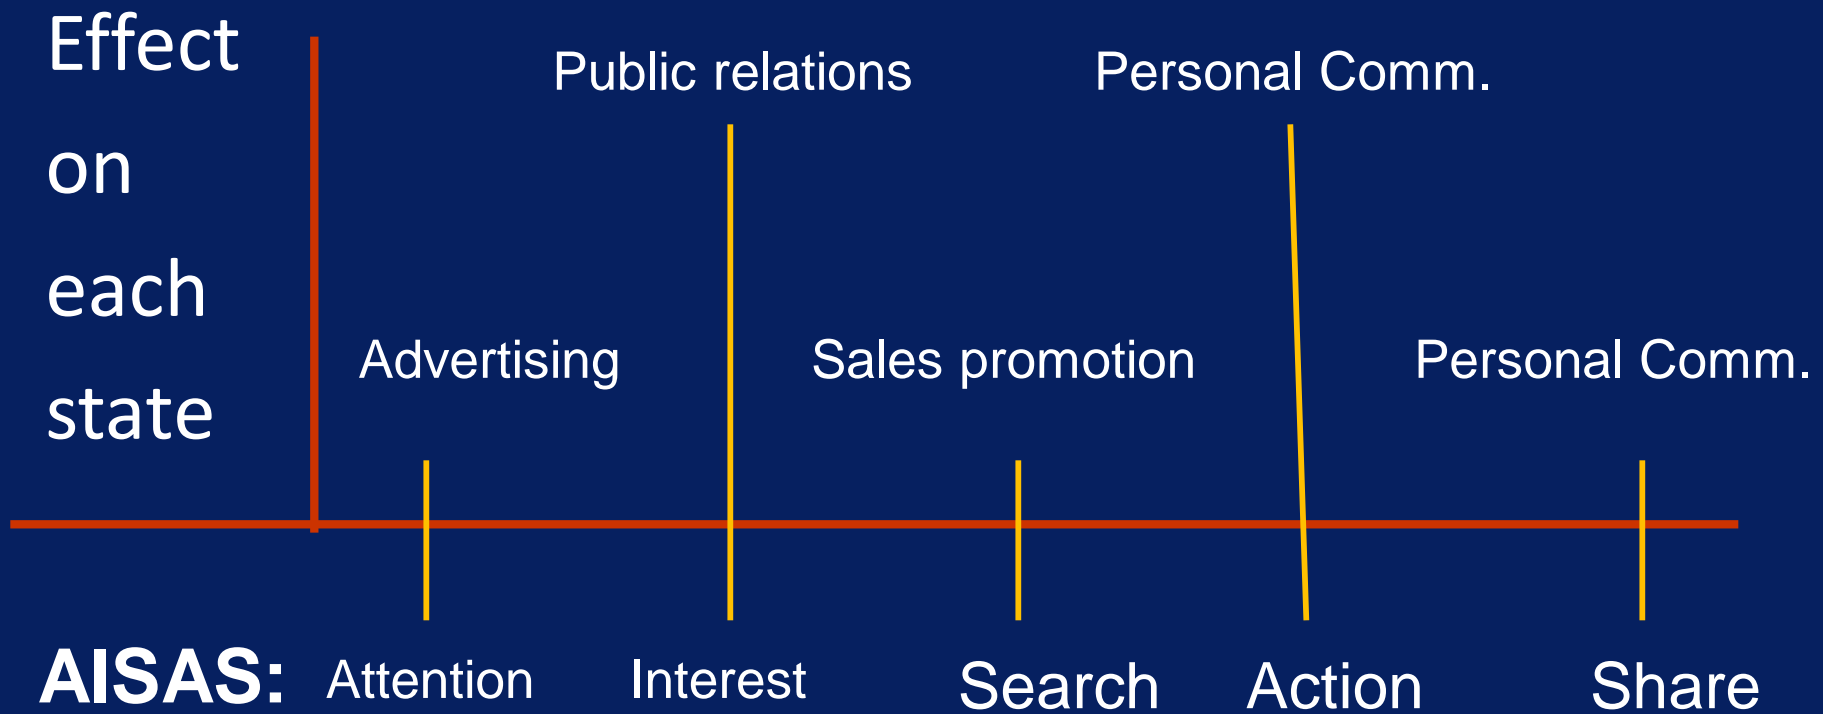 Effect
on
each
state
Public relations
Personal Comm.
Advertising
Sales promotion
Personal Comm.
AISAS: Attention Interest Search Action Share